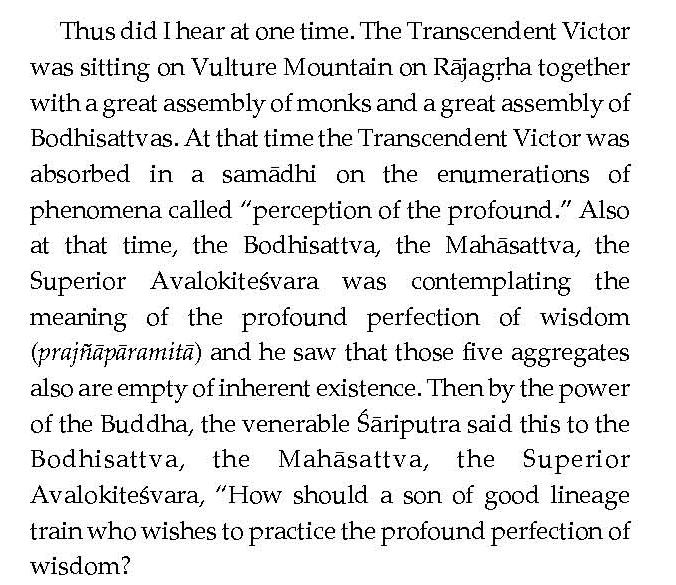 Thus did I hear at one time. The Transcendent Victor
was sitting on Vulture Mountain on Rājagṛha together
with a great assembly of monks and a great assembly of
Bodhisattvas. At that time the Transcendent Victor was
absorbed in a samādhi on the enumerations of
phenomena called “perception of the profound.” Also
at that time, the Bodhisattva, the Mahāsattva, the
Superior Avalokiteśvara was contemplating the
meaning of the profound perfection of wisdom
(prajñāpāramitā) and he saw that those five aggregates
also are empty of inherent existence. Then by the power
of the Buddha, the venerable Śāriputra said this to the
Bodhisattva, the Mahāsattva, the Superior
Avalokiteśvara, “How should a son of good lineage
train who wishes to practice the profound perfection of
wisdom?